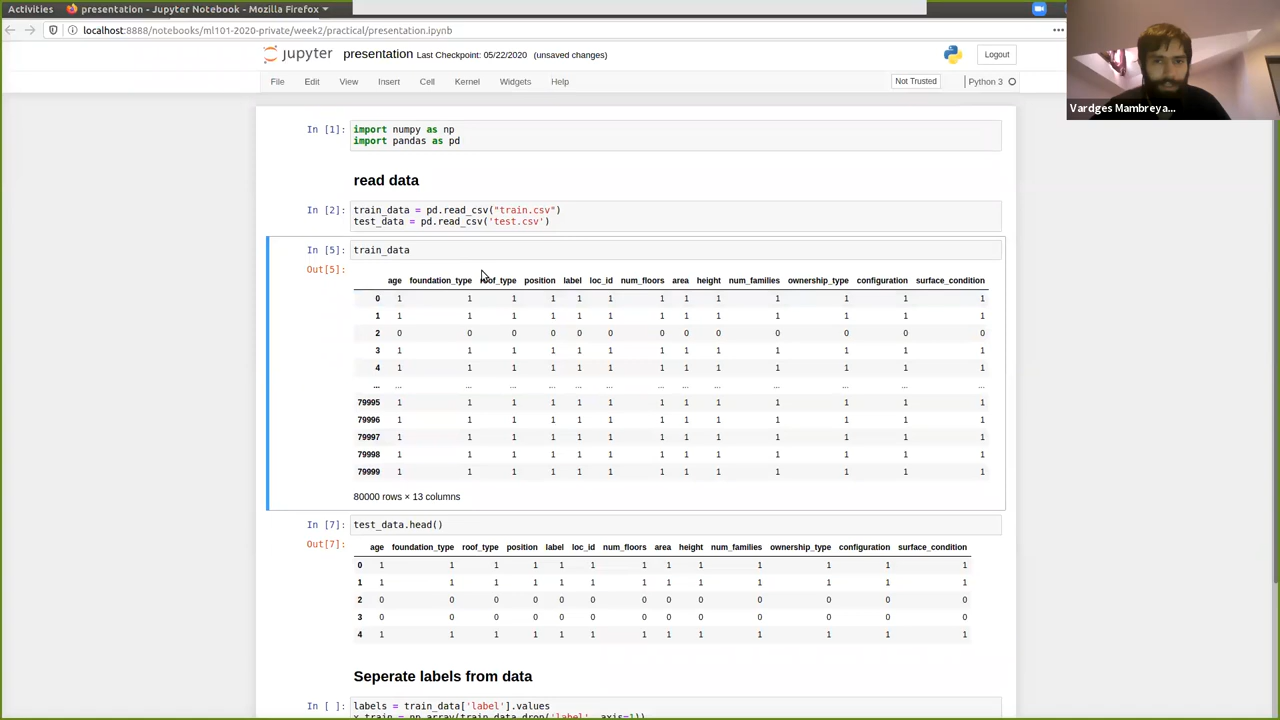 Activities presentation - Jupyter Notebook - Mozilla Firefox
localhost:8888/notebooks/ml101-2020-private/week2/practical/presentation.ipynb
jupyter presentation Last Checkpoint: 05/22/2020 (unsaved changes) Logout
File Edit View Insert Cell Kernel Widgets Help Not Trusted Python 3
Vardges Mambreya...
In [1]: import numpy as np
import pandas as pd
read data
In [2]: train_data = pd.read_csv("train.csv")
test_data = pd.read_csv('test.csv')
In [5]: train_data
Out[5]:
age foundation_type roof_type position label loc_id num_floors area height num_families ownership_type configuration surface_condition
0 1 1 1 1 1 1 1 1 1 1 1 1 1
1 1 1 1 1 1 1 1 1 1 1 1 1 1
2 0 0 0 0 0 0 0 0 0 0 0 0 0
3 1 1 1 1 1 1 1 1 1 1 1 1 1
4 1 1 1 1 1 1 1 1 1 1 1 1 1
... ... ... ... ... ... ... ... ... ... ... ... ... ...
79995 1 1 1 1 1 1 1 1 1 1 1 1 1
79996 1 1 1 1 1 1 1 1 1 1 1 1 1
79997 1 1 1 1 1 1 1 1 1 1 1 1 1
79998 1 1 1 1 1 1 1 1 1 1 1 1 1
79999 1 1 1 1 1 1 1 1 1 1 1 1 1
80000 rows × 13 columns
In [7]: test_data.head()
Out[7]:
age foundation_type roof_type position label loc_id num_floors area height num_families ownership_type configuration surface_condition
0 1 1 1 1 1 1 1 1 1 1 1 1 1
1 1 1 1 1 1 1 1 1 1 1 1 1 1
2 0 0 0 0 0 0 0 0 0 0 0 0 0
3 0 0 0 0 0 0 0 0 0 0 0 0 0
4 1 1 1 1 1 1 1 1 1 1 1 1 1
Seperate labels from data
In [ ]: labels = train_data['label'].values
x_train = np.array(train_data.drop('label', axis=1))